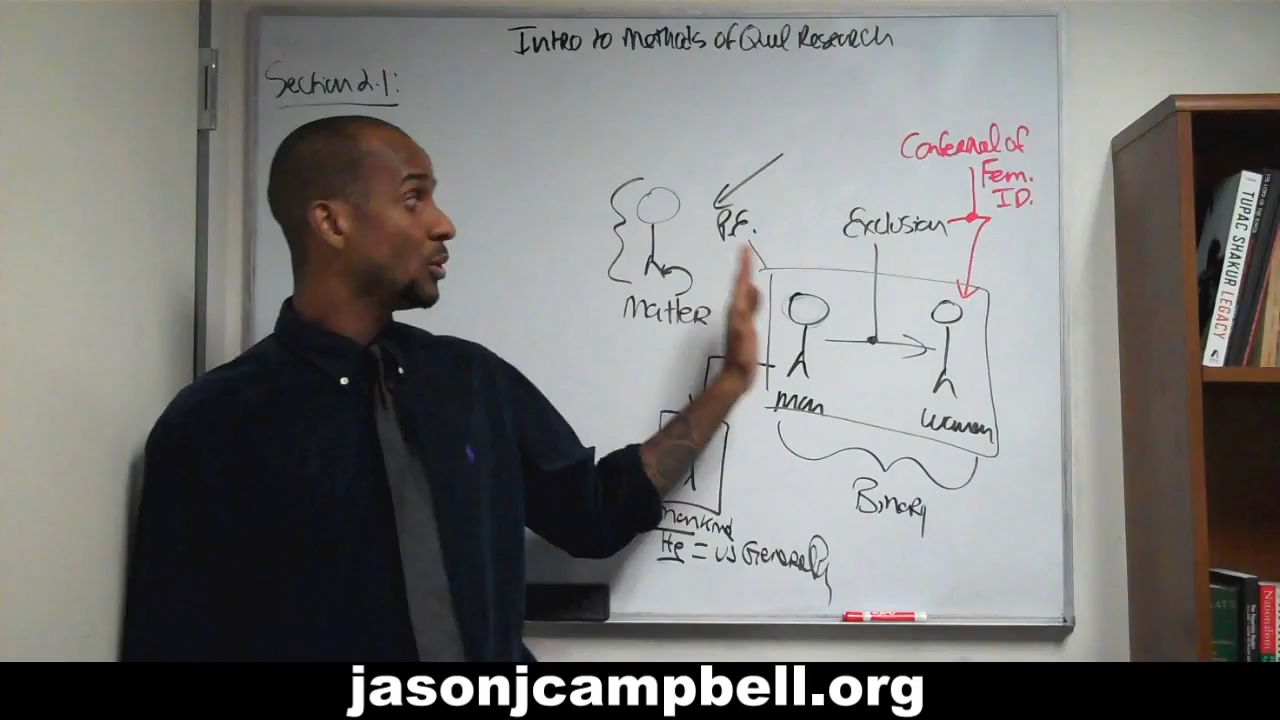 Intro to Methods of Qual Research
Section 2.1:
Conferral of
Fem.
ID.
P.F.
Exclusion
Matter
man
woman
Binary
mankind
He = us Generally
TUPAC SHAKUR LEGACY
jasonjcampbell.org